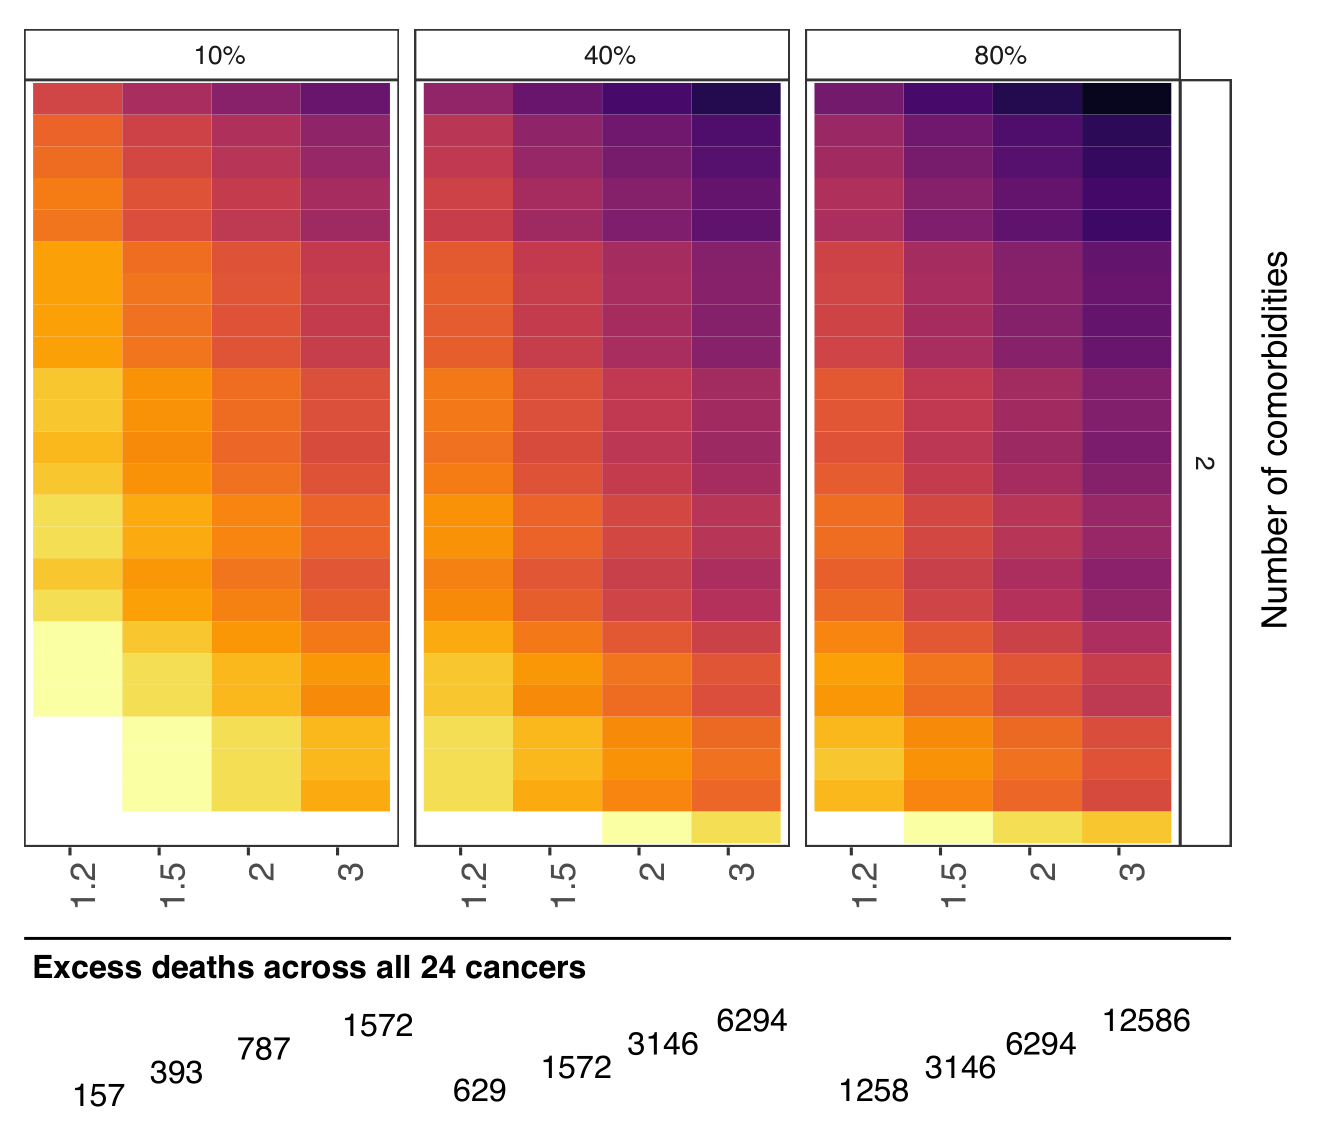 10%
40%
80%
2
Number of comorbidities
1.2 1.5 2 3
1.2 1.5 2 3
1.2 1.5 2 3
Excess deaths across all 24 cancers
157 393 787 1572
629 1572 3146 6294
1258 3146 6294 12586